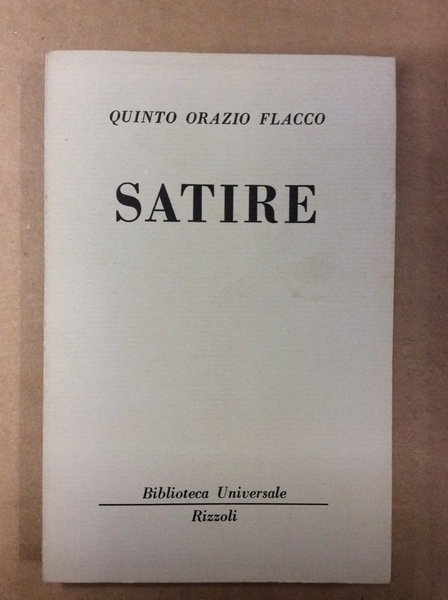 QUINTO ORAZIO FLACCO
SATIRE
Biblioteca Universale
Rizzoli